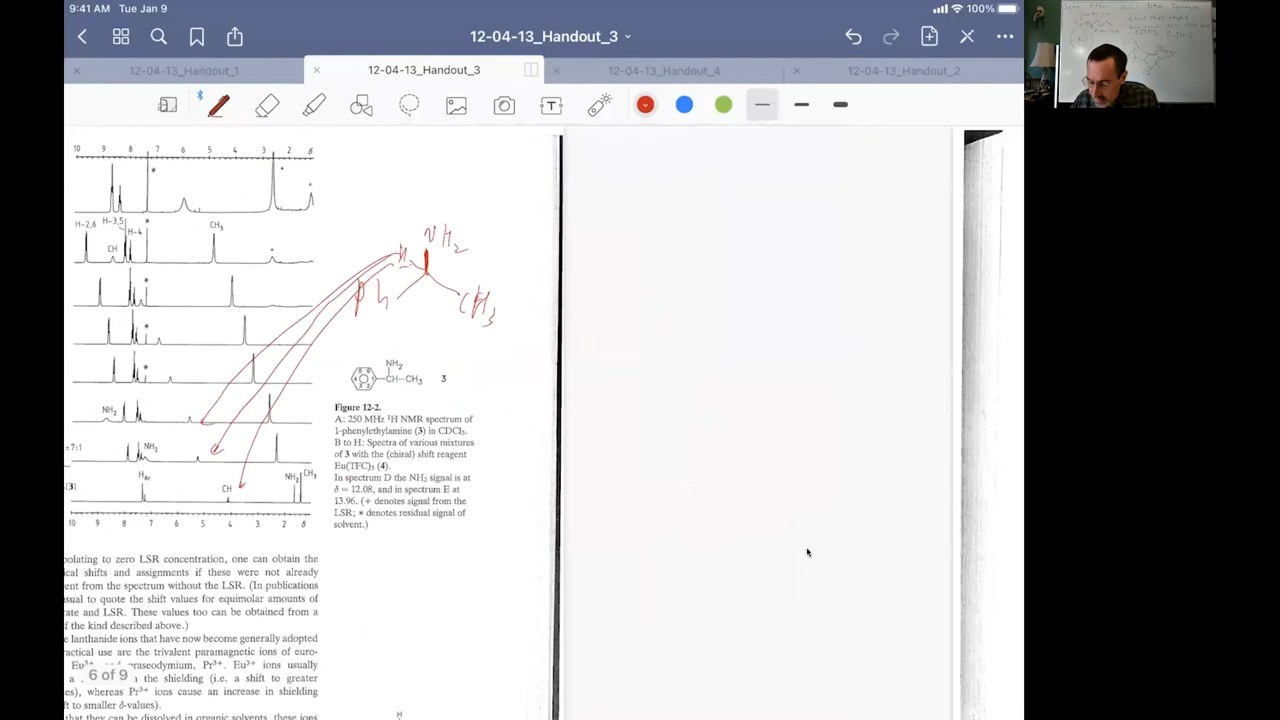 9:41 AM Tue Jan 9
100%
12-04-13_Handout_3
12-04-13_Handout_1
12-04-13_Handout_3
12-04-13_Handout_4
12-04-13_Handout_2
10 9 8 7 6 5 4 3 2 δ
*
H-2,6 H-3,5 H-4 * CH CH₃
*
*
*
NH₂
=7:1 NH₂
(3) H Ar CH NH₂ CH₃
10 9 8 7 6 5 4 3 2 δ
H NH₂
Ph CH₃
NH₂
CH—CH₃ 3
Figure 12-2.
A: 250 MHz ¹H NMR spectrum of
1-phenylethylamine (3) in CDCl₃.
B to H: Spectra of various mixtures
of 3 with the (chiral) shift reagent
Eu(TFC)₃ (4).
In spectrum D the NH₂ signal is at
δ = 12.08, and in spectrum E at
13.96. (+ denotes signal from the
LSR; * denotes residual signal of
solvent.)
polating to zero LSR concentration, one can obtain the
ical shifts and assignments if these were not already
ent from the spectrum without the LSR. (In publications
sual to quote the shift values for equimolar amounts of
rate and LSR. These values too can be obtained from a
f the kind described above.)
e lanthanide ions that have now become generally adopted
ractical use are the trivalent paramagnetic ions of euro-
Eu³⁺ praseodymium, Pr³⁺. Eu³⁺ ions usually
a the shielding (i.e. a shift to greater
es), whereas Pr³⁺ ions cause an increase in shielding
ft to smaller δ-values).
that they can be dissolved in organic solvents, these ions
6 of 9
H